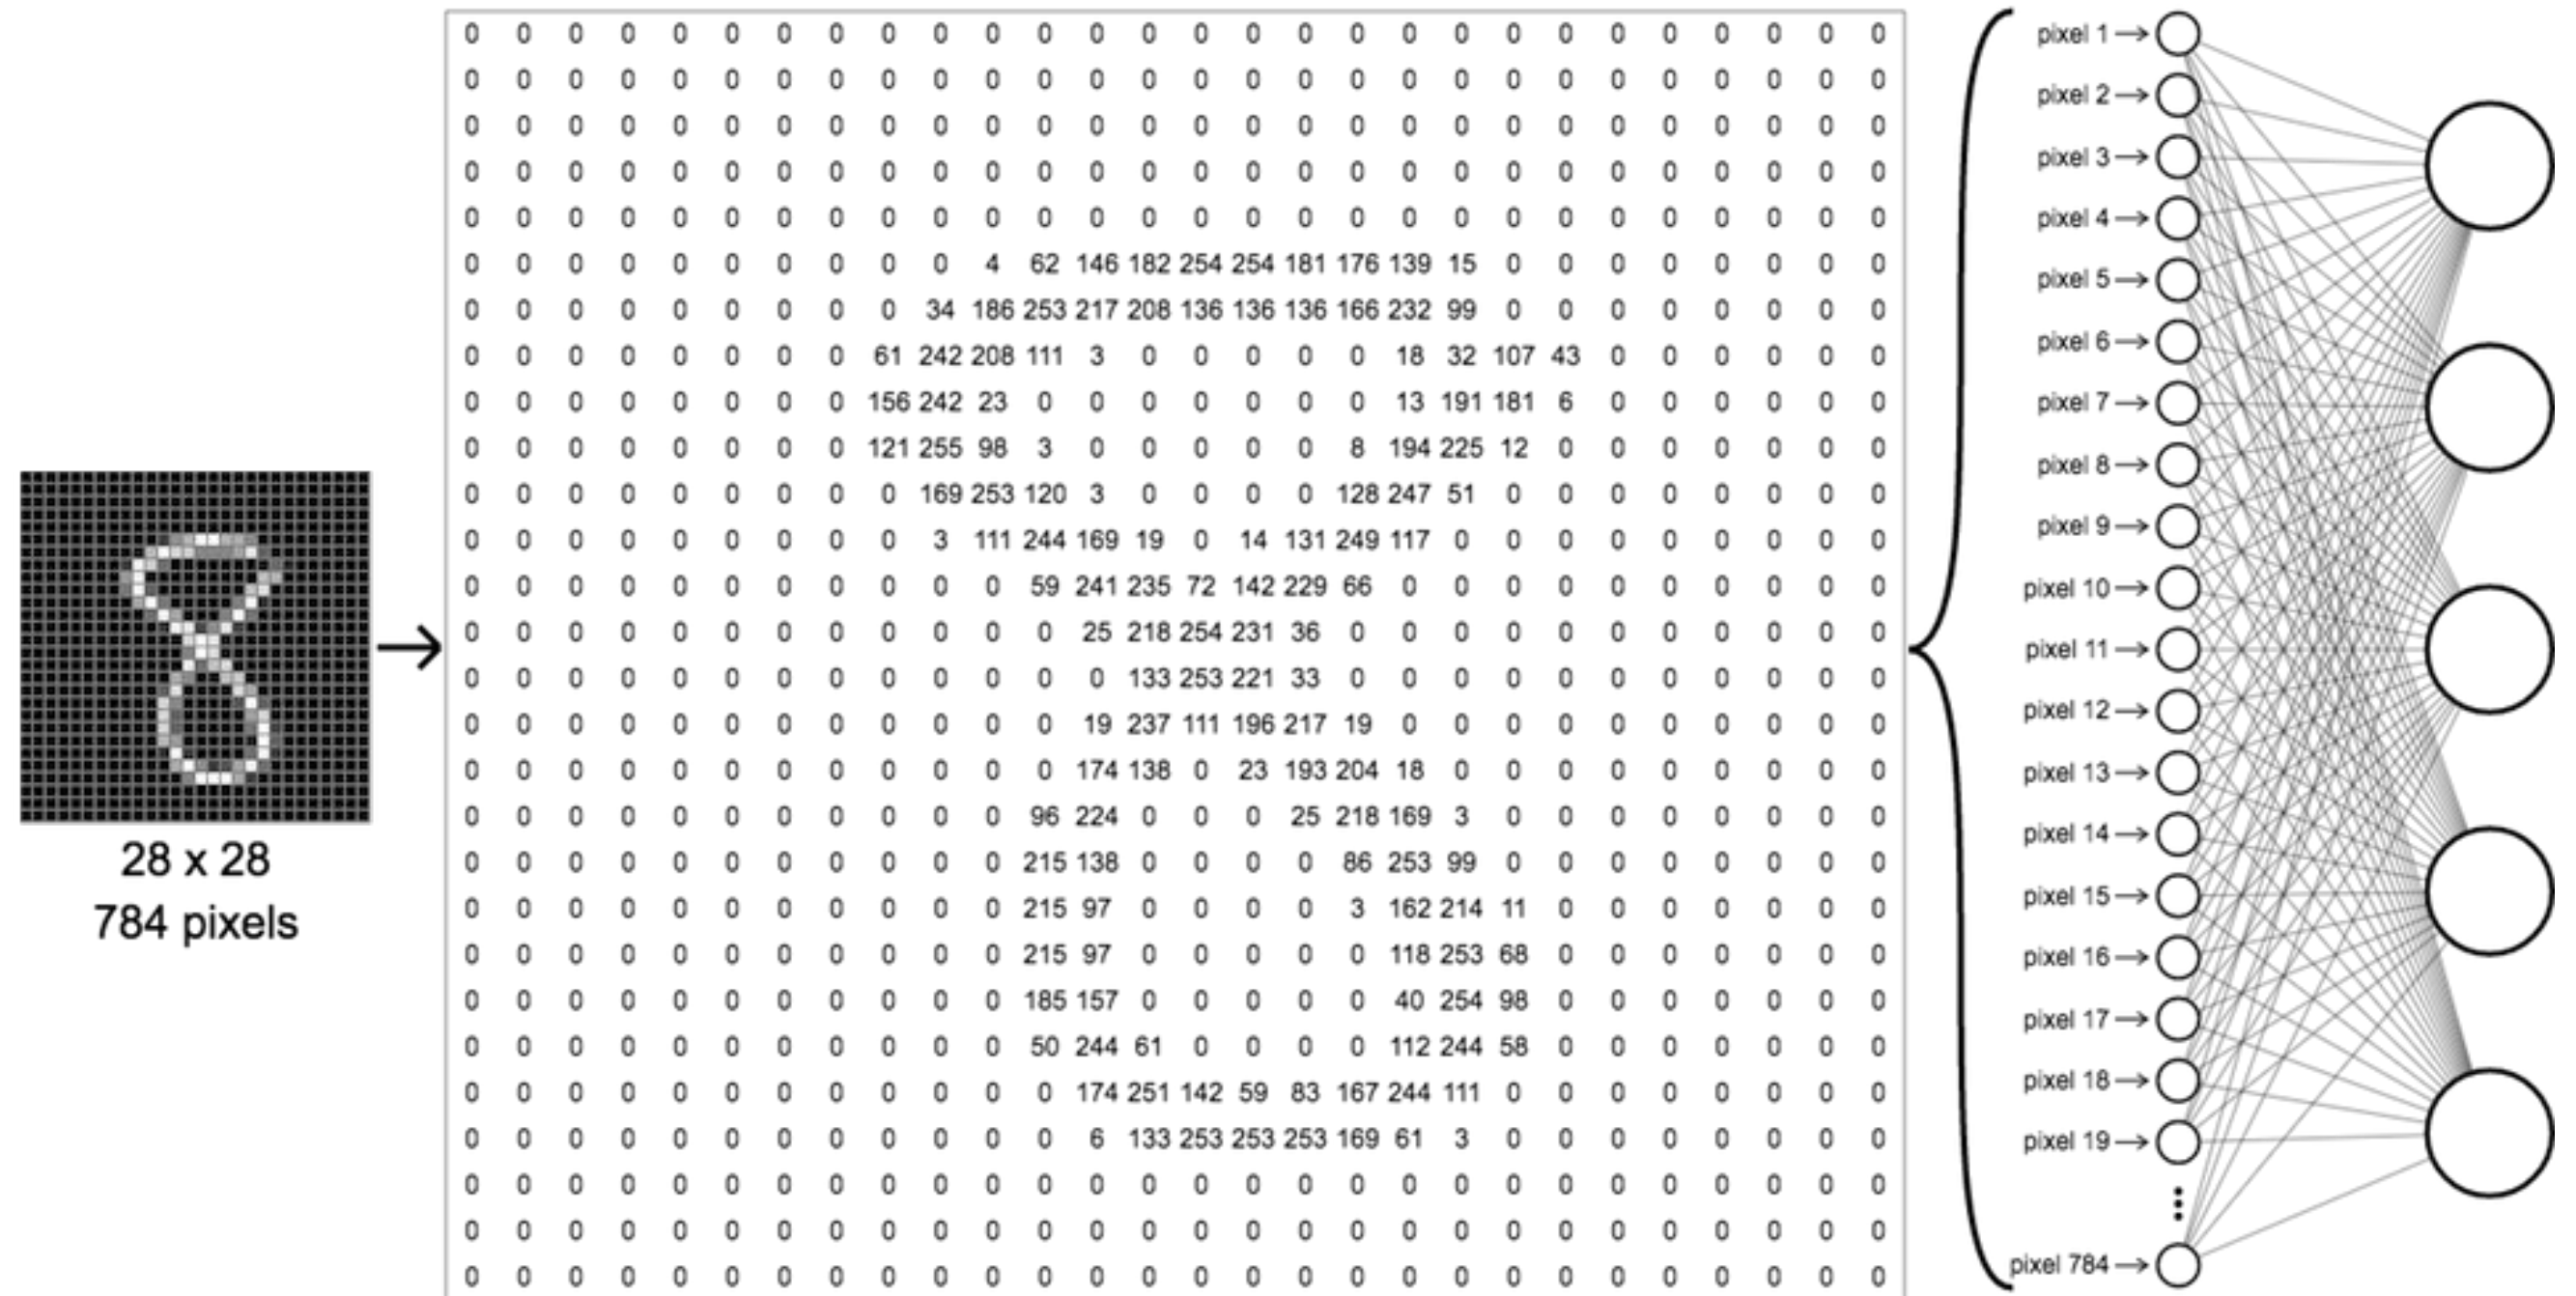 28 x 28
784 pixels
0 0 0 0 0 0 0 0 0 0 0 0 0 0 0 0 0 0 0 0 0 0 0 0 0 0 0 0
0 0 0 0 0 0 0 0 0 0 0 0 0 0 0 0 0 0 0 0 0 0 0 0 0 0 0 0
0 0 0 0 0 0 0 0 0 0 0 0 0 0 0 0 0 0 0 0 0 0 0 0 0 0 0 0
0 0 0 0 0 0 0 0 0 0 0 0 0 0 0 0 0 0 0 0 0 0 0 0 0 0 0 0
0 0 0 0 0 0 0 0 0 0 0 0 0 0 0 0 0 0 0 0 0 0 0 0 0 0 0 0
0 0 0 0 0 0 0 0 0 0 4 62 146 182 254 254 181 176 139 15 0 0 0 0 0 0 0 0
0 0 0 0 0 0 0 0 0 34 186 253 217 208 136 136 136 166 232 99 0 0 0 0 0 0 0 0
0 0 0 0 0 0 0 0 61 242 208 111 3 0 0 0 0 0 18 32 107 43 0 0 0 0 0 0
0 0 0 0 0 0 0 0 156 242 23 0 0 0 0 0 0 0 13 191 181 6 0 0 0 0 0 0
0 0 0 0 0 0 0 0 121 255 98 3 0 0 0 0 0 8 194 225 12 0 0 0 0 0 0 0
0 0 0 0 0 0 0 0 0 169 253 120 3 0 0 0 0 128 247 51 0 0 0 0 0 0 0 0
0 0 0 0 0 0 0 0 0 3 111 244 169 19 0 14 131 249 117 0 0 0 0 0 0 0 0 0
0 0 0 0 0 0 0 0 0 0 0 59 241 235 72 142 229 66 0 0 0 0 0 0 0 0 0 0
0 0 0 0 0 0 0 0 0 0 0 0 25 218 254 231 36 0 0 0 0 0 0 0 0 0 0 0
0 0 0 0 0 0 0 0 0 0 0 0 0 133 253 221 33 0 0 0 0 0 0 0 0 0 0 0
0 0 0 0 0 0 0 0 0 0 0 0 19 237 111 196 217 19 0 0 0 0 0 0 0 0 0 0
0 0 0 0 0 0 0 0 0 0 0 0 174 138 0 23 193 204 18 0 0 0 0 0 0 0 0 0
0 0 0 0 0 0 0 0 0 0 0 96 224 0 0 0 25 218 169 3 0 0 0 0 0 0 0 0
0 0 0 0 0 0 0 0 0 0 0 215 138 0 0 0 0 86 253 99 0 0 0 0 0 0 0 0
0 0 0 0 0 0 0 0 0 0 0 215 97 0 0 0 0 3 162 214 11 0 0 0 0 0 0 0
0 0 0 0 0 0 0 0 0 0 0 215 97 0 0 0 0 0 118 253 68 0 0 0 0 0 0 0
0 0 0 0 0 0 0 0 0 0 0 185 157 0 0 0 0 0 40 254 98 0 0 0 0 0 0 0
0 0 0 0 0 0 0 0 0 0 0 50 244 61 0 0 0 0 112 244 58 0 0 0 0 0 0 0
0 0 0 0 0 0 0 0 0 0 0 0 174 251 142 59 83 167 244 111 0 0 0 0 0 0 0 0
0 0 0 0 0 0 0 0 0 0 0 0 6 133 253 253 253 169 61 3 0 0 0 0 0 0 0 0
0 0 0 0 0 0 0 0 0 0 0 0 0 0 0 0 0 0 0 0 0 0 0 0 0 0 0 0
0 0 0 0 0 0 0 0 0 0 0 0 0 0 0 0 0 0 0 0 0 0 0 0 0 0 0 0
0 0 0 0 0 0 0 0 0 0 0 0 0 0 0 0 0 0 0 0 0 0 0 0 0 0 0 0
pixel 1
pixel 2
pixel 3
pixel 4
pixel 5
pixel 6
pixel 7
pixel 8
pixel 9
pixel 10
pixel 11
pixel 12
pixel 13
pixel 14
pixel 15
pixel 16
pixel 17
pixel 18
pixel 19
pixel 784